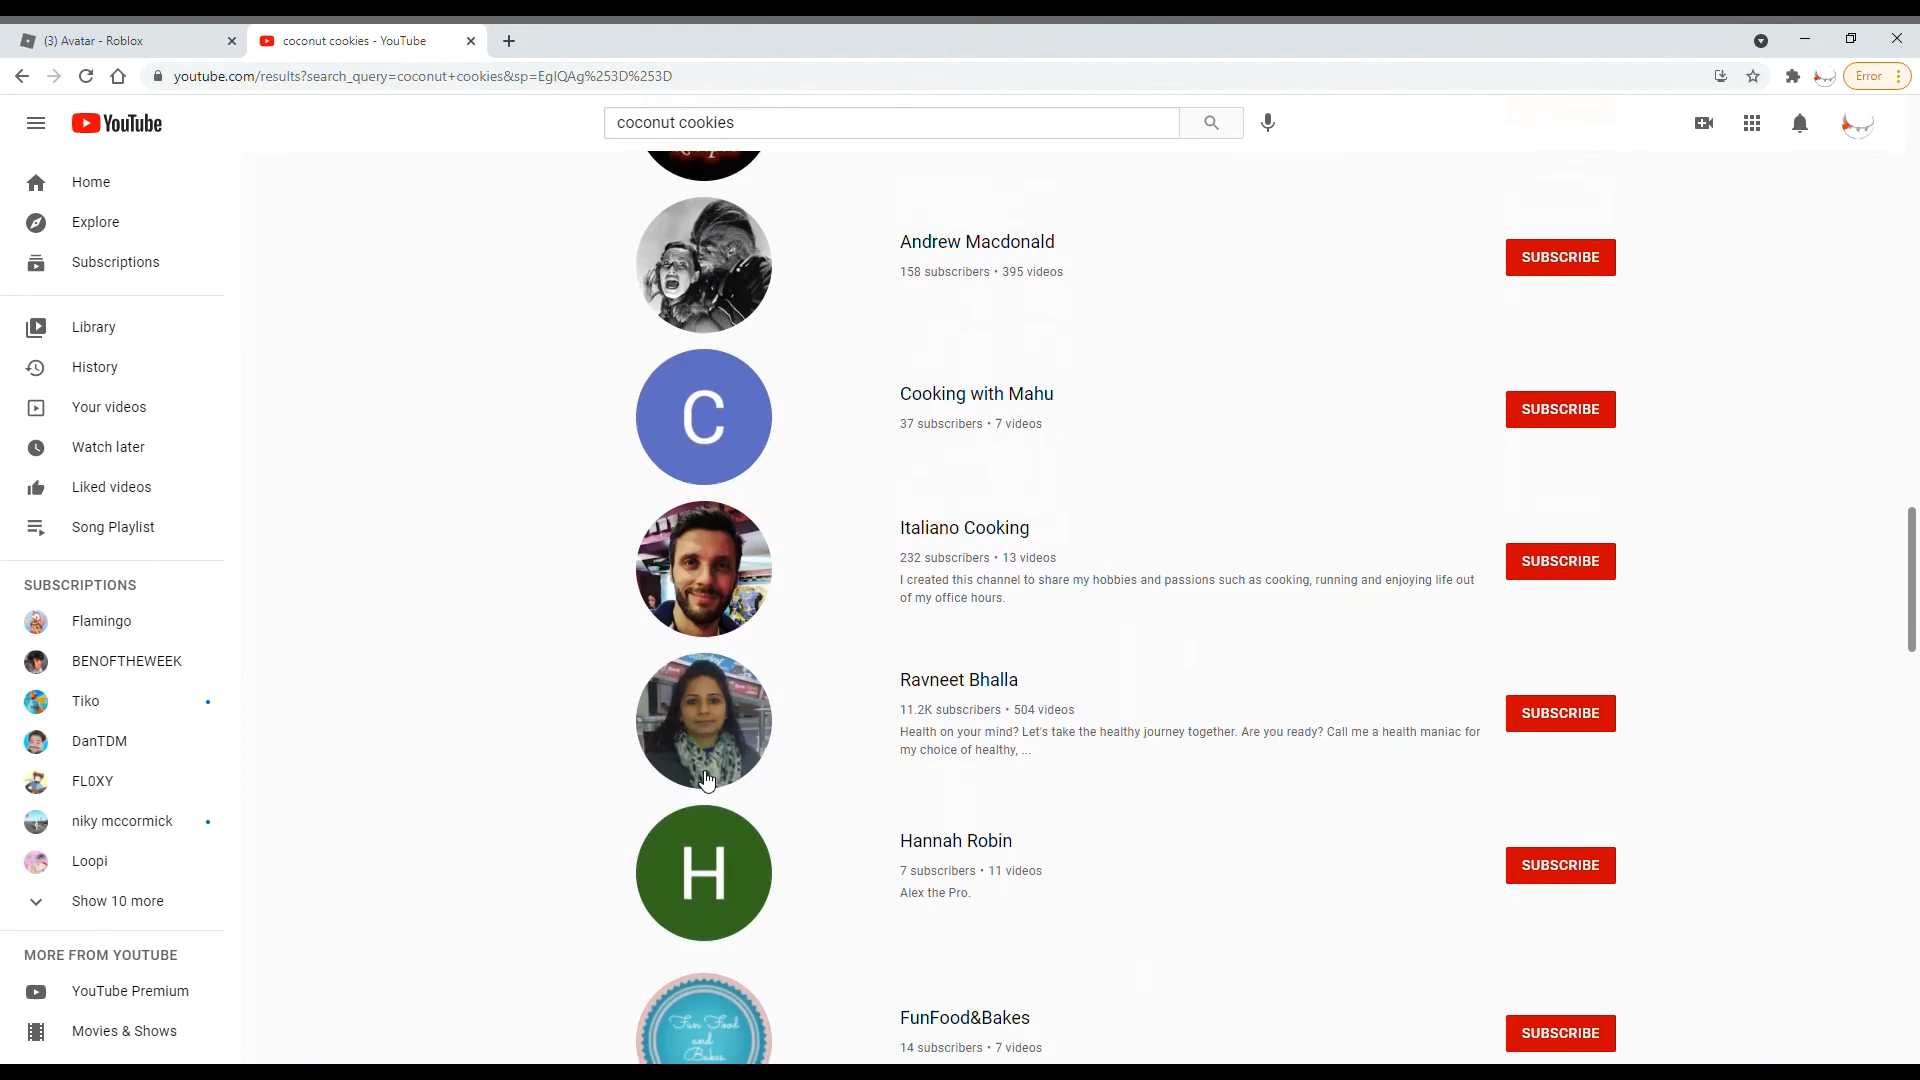 (3) Avatar - Roblox
coconut cookies - YouTube
youtube.com/results?search_query=coconut+cookies&sp=EgIQAg%253D%253D
Error
YouTube
coconut cookies
Home
Explore
Subscriptions
Library
History
Your videos
Watch later
Liked videos
Song Playlist
SUBSCRIPTIONS
Flamingo
BENOFTHEWEEK
Tiko
DanTDM
FL0XY
niky mccormick
Loopi
Show 10 more
MORE FROM YOUTUBE
YouTube Premium
Movies & Shows
Andrew Macdonald
158 subscribers • 395 videos
SUBSCRIBE
C
Cooking with Mahu
37 subscribers • 7 videos
SUBSCRIBE
Italiano Cooking
232 subscribers • 13 videos
I created this channel to share my hobbies and passions such as cooking, running and enjoying life out
of my office hours.
SUBSCRIBE
Ravneet Bhalla
11.2K subscribers • 504 videos
Health on your mind? Let's take the healthy journey together. Are you ready? Call me a health maniac for
my choice of healthy, ...
SUBSCRIBE
H
Hannah Robin
7 subscribers • 11 videos
Alex the Pro.
SUBSCRIBE
Fun Food
and
Bakes
FunFood&Bakes
14 subscribers • 7 videos
SUBSCRIBE